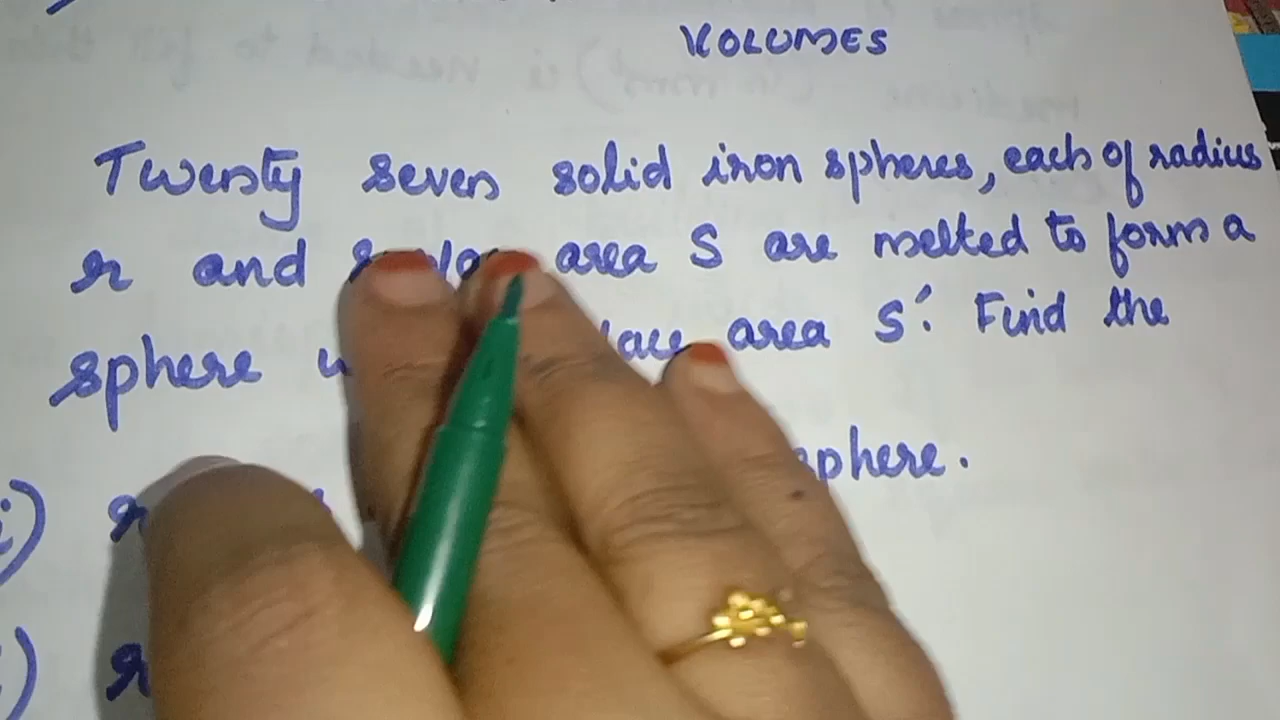 VOLUMES
Twenty seven solid iron spheres, each of radius
r and area S are melted to form a
sphere area S'. Find the
sphere.
i) r
r